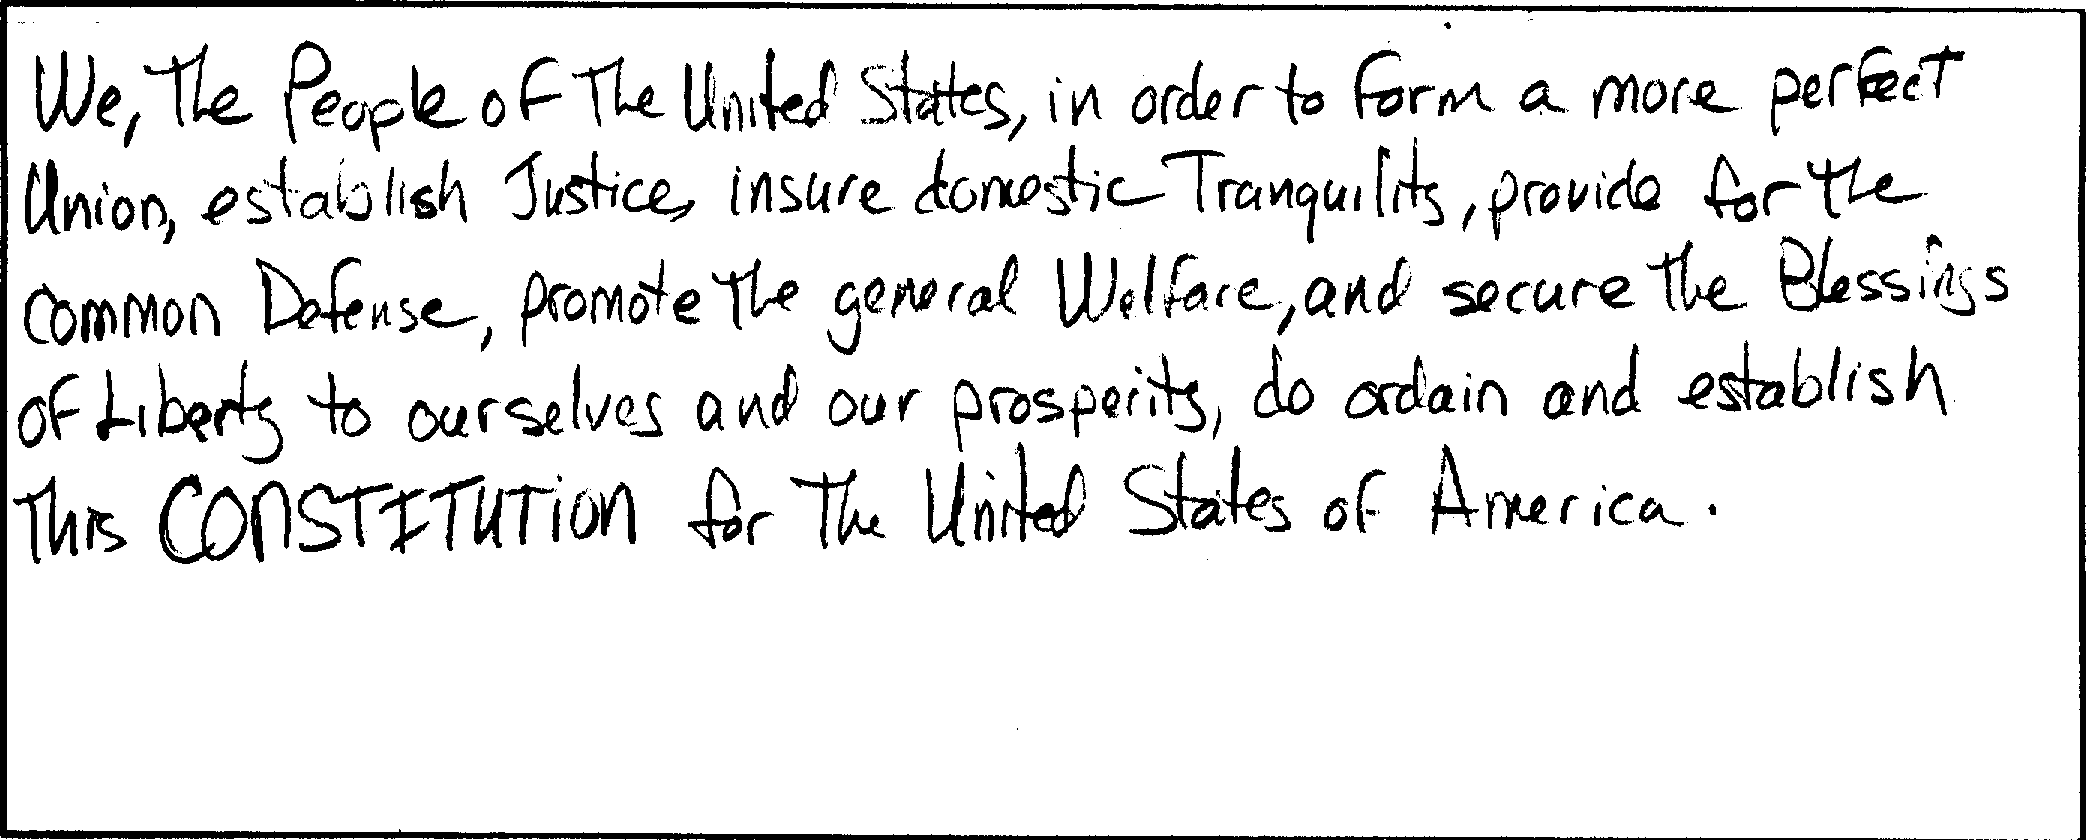 We, The People of The United States, in order to form a more perfect
Union, establish Justice, insure domestic Tranquility, provide for the
common Defense, promote the general Welfare, and secure the Blessings
of Liberty to ourselves and our prosperity, do ordain and establish
This CONSTITUTION for The United States of America.